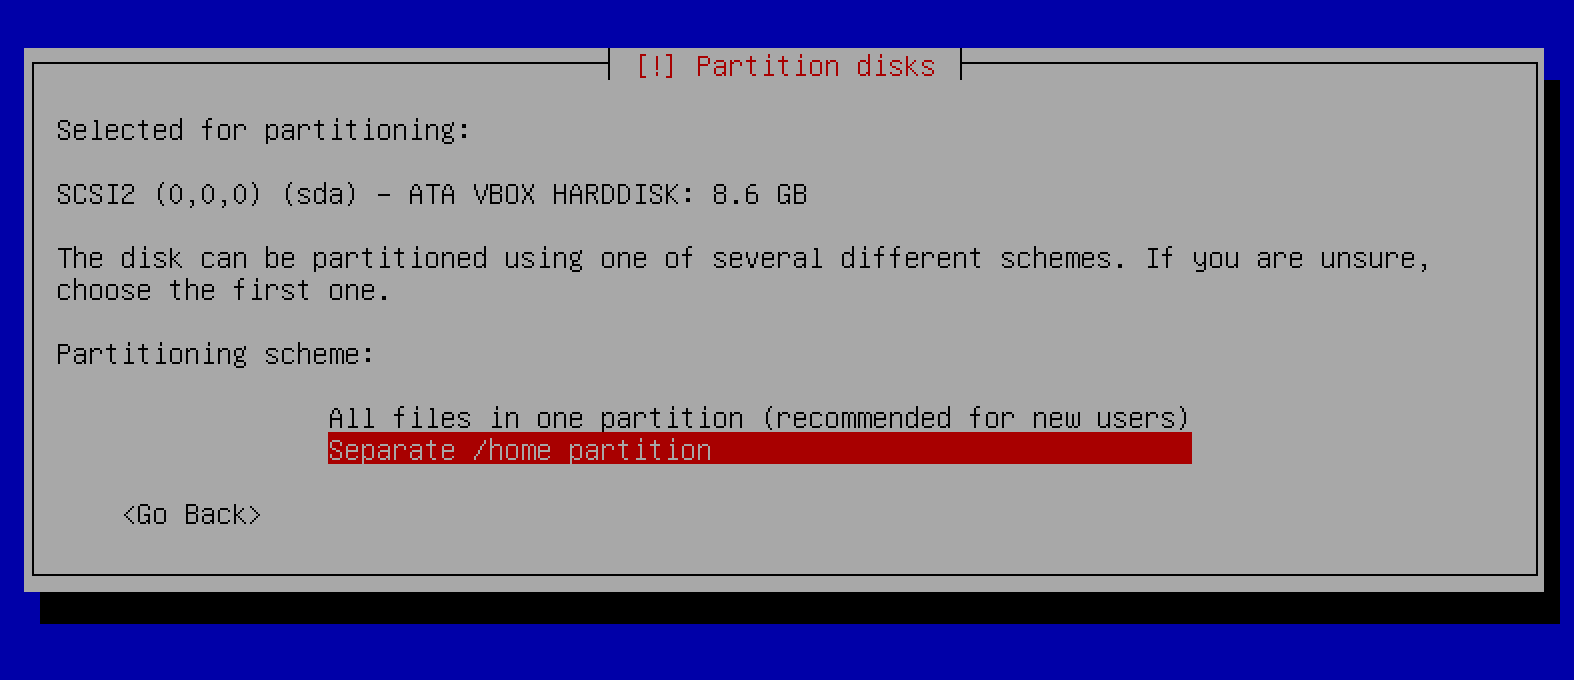 [!] Partition disks
Selected for partitioning:
SCSI2 (0,0,0) (sda) - ATA VBOX HARDDISK: 8.6 GB
The disk can be partitioned using one of several different schemes. If you are unsure,
choose the first one.
Partitioning scheme:
All files in one partition (recommended for new users)
Separate /home partition
<Go Back>